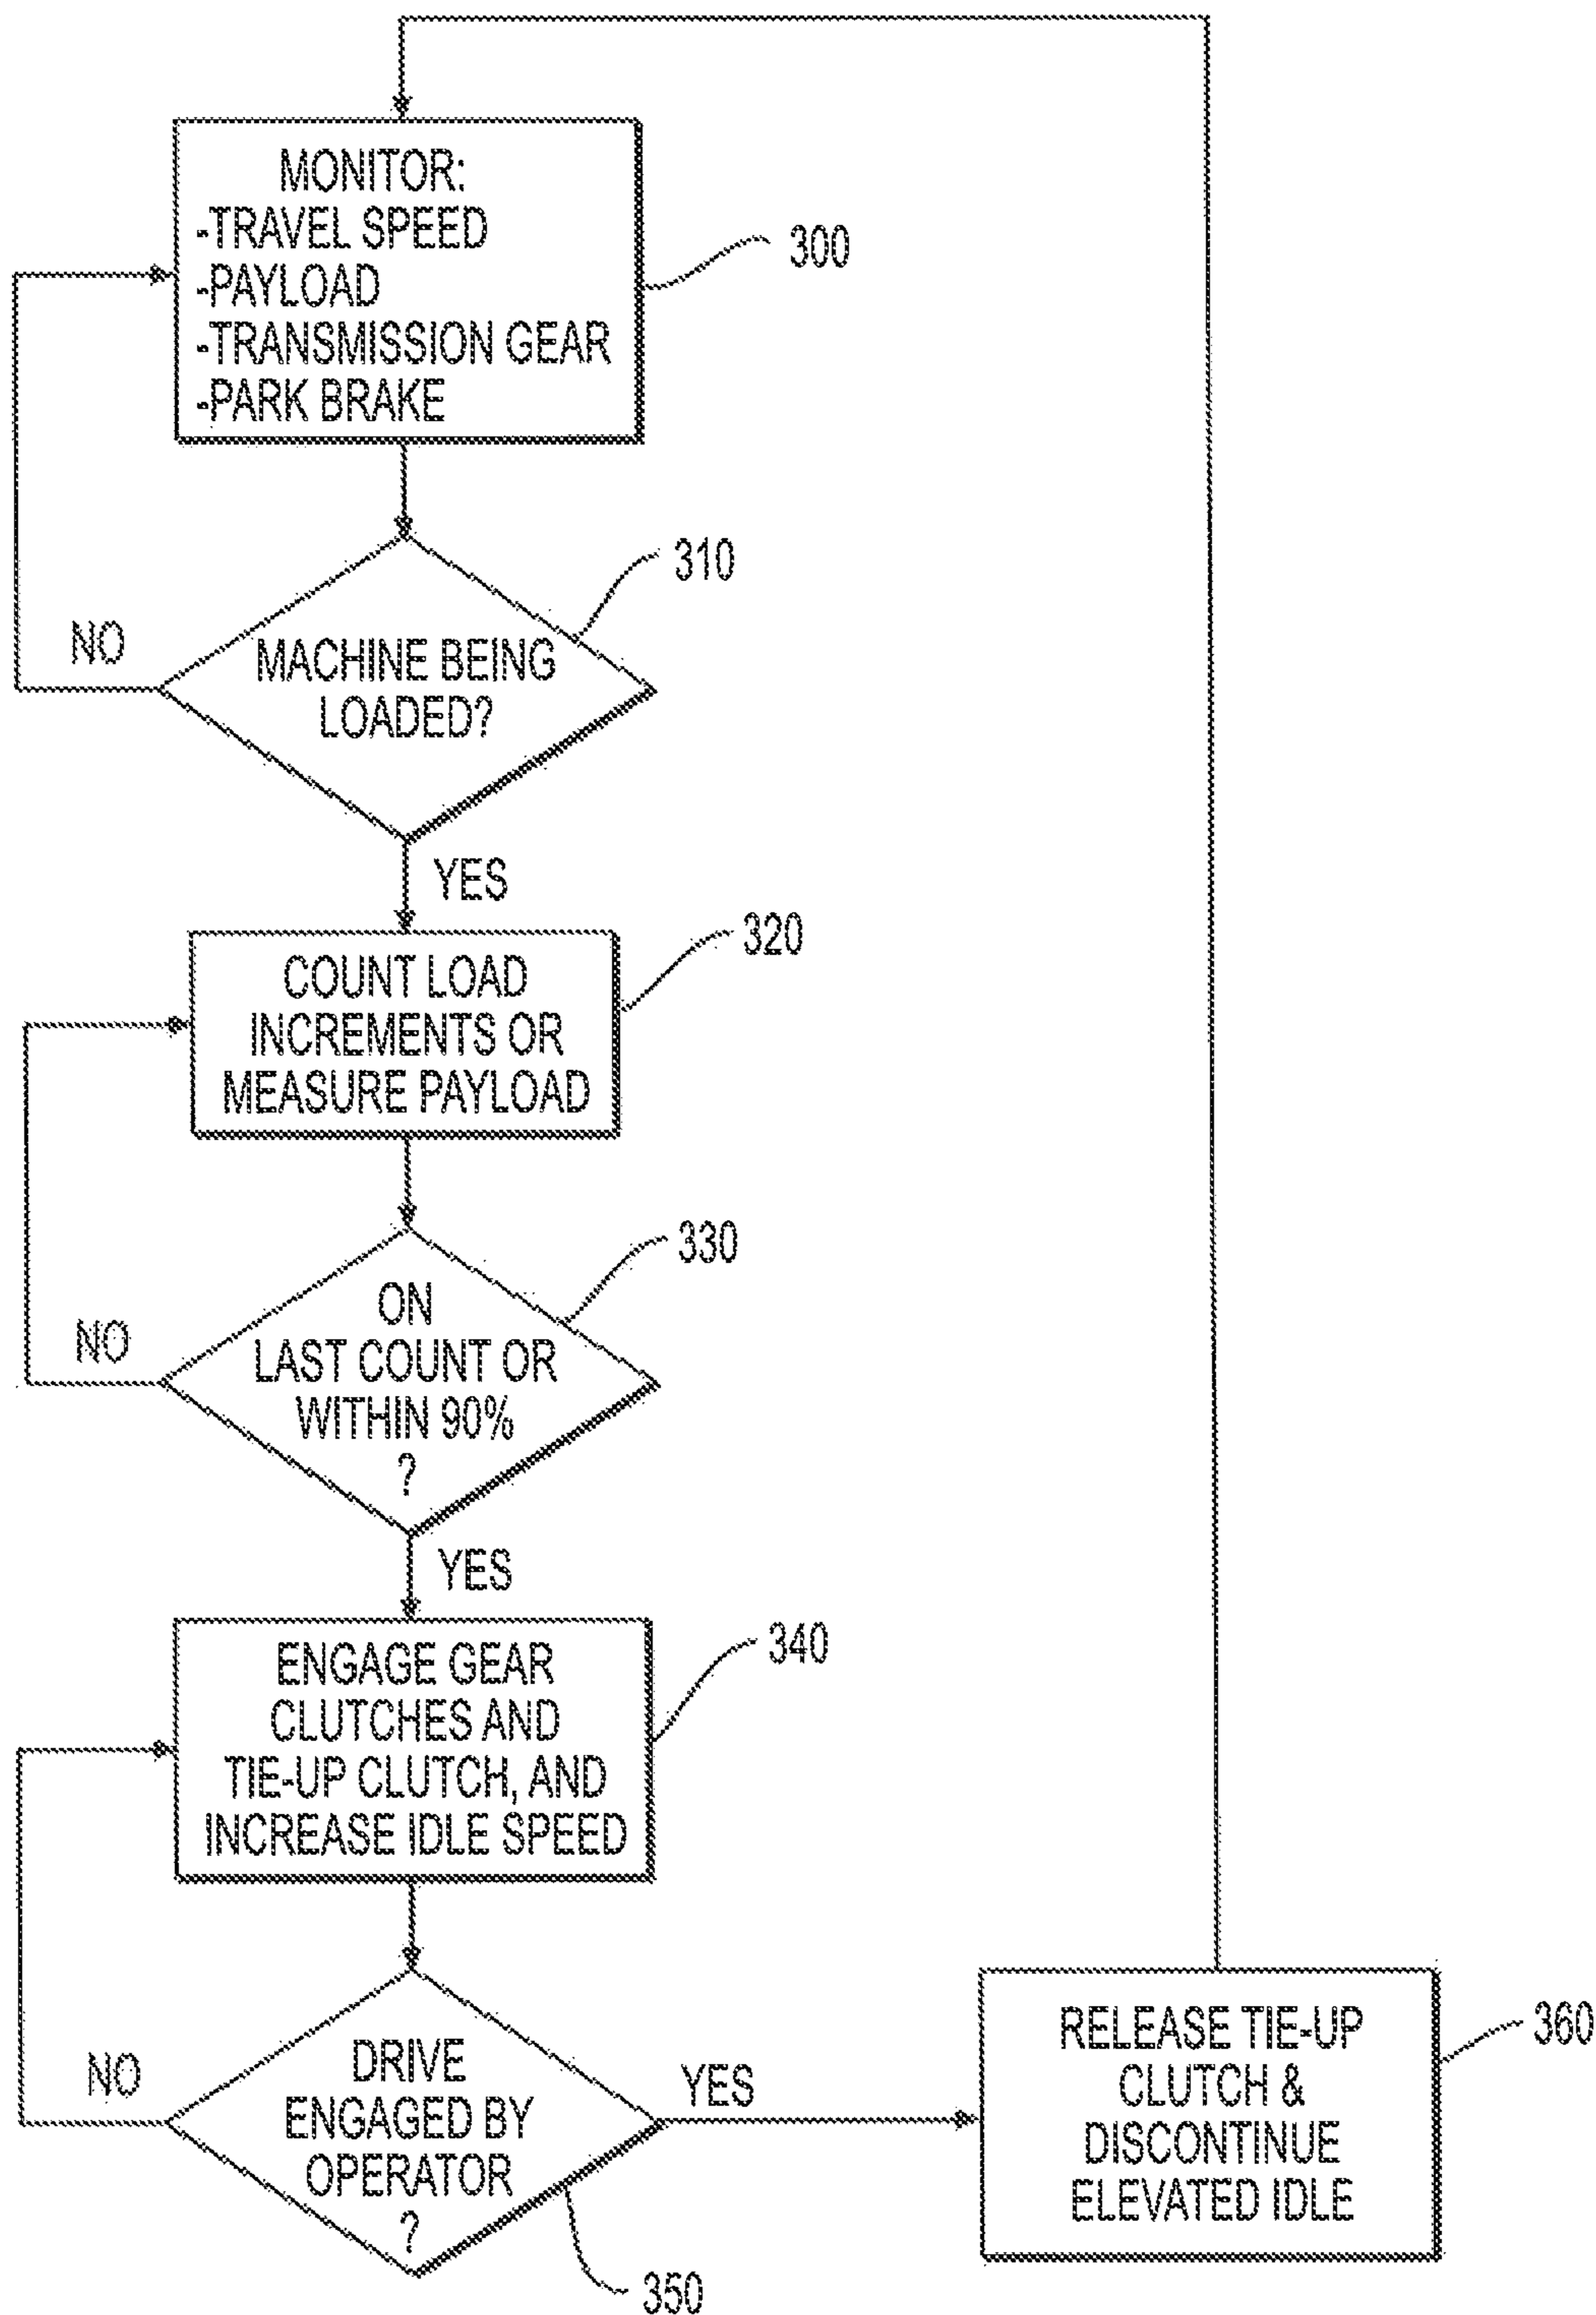 MONITOR:
-TRAVEL SPEED
-PAYLOAD
-TRANSMISSION GEAR
-PARK BRAKE
300
310
NO
MACHINE BEING
LOADED?
YES
320
COUNT LOAD
INCREMENTS OR
MEASURE PAYLOAD
330
NO
ON
LAST COUNT OR
WITHIN 90%
?
YES
340
ENGAGE GEAR
CLUTCHES AND
TIE-UP CLUTCH, AND
INCREASE IDLE SPEED
NO
DRIVE
ENGAGED BY
OPERATOR
?
YES
350
RELEASE TIE-UP
CLUTCH &
DISCONTINUE
ELEVATED IDLE
360